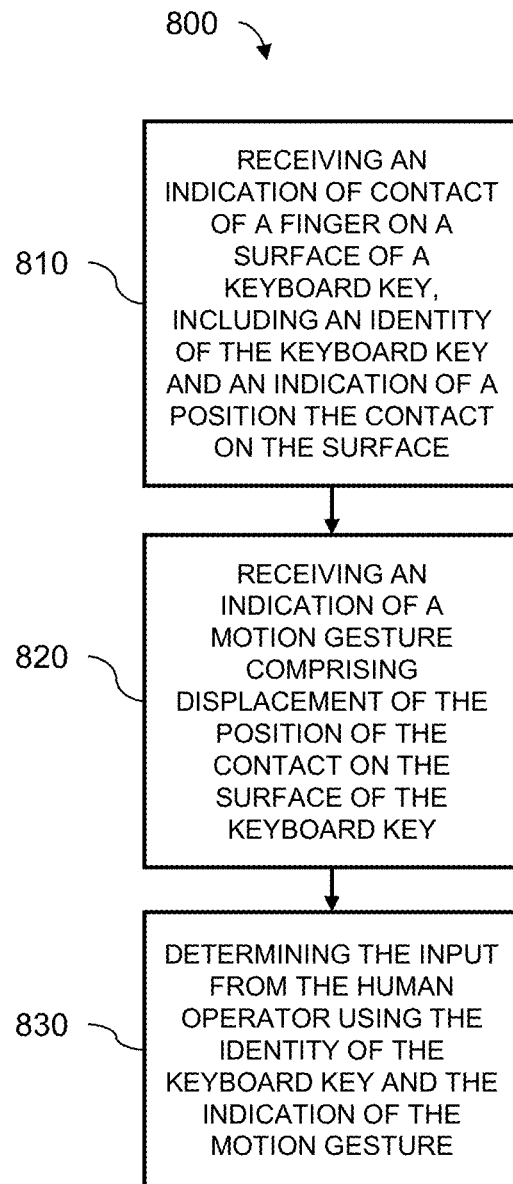 800
RECEIVING AN
INDICATION OF CONTACT
OF A FINGER ON A
SURFACE OF A
KEYBOARD KEY,
INCLUDING AN IDENTITY
OF THE KEYBOARD KEY
AND AN INDICATION OF A
POSITION THE CONTACT
ON THE SURFACE
810
RECEIVING AN
INDICATION OF A
MOTION GESTURE
COMPRISING
DISPLACEMENT OF THE
POSITION OF THE
CONTACT ON THE
SURFACE OF THE
KEYBOARD KEY
820
DETERMINING THE INPUT
FROM THE HUMAN
OPERATOR USING THE
IDENTITY OF THE
KEYBOARD KEY AND THE
INDICATION OF THE
MOTION GESTURE
830